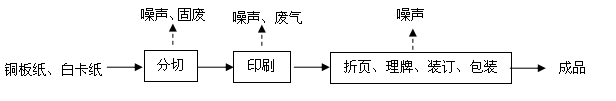 噪声、固废
噪声、废气
噪声
铜板纸、白卡纸
分切
印刷
折页、理牌、装订、包装
成品